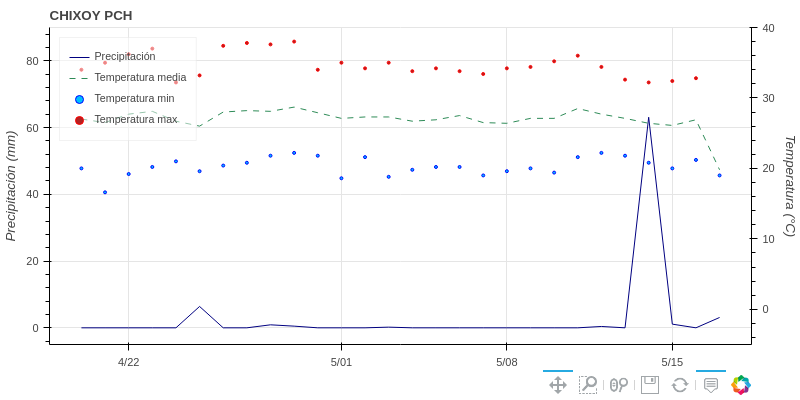 CHIXOY PCH
Precipitación
Temperatura media
Temperatura min
Temperatura max
Precipitación (mm)
80
60
40
20
0
Temperatura (°C)
40
30
20
10
0
4/22
5/01
5/08
5/15